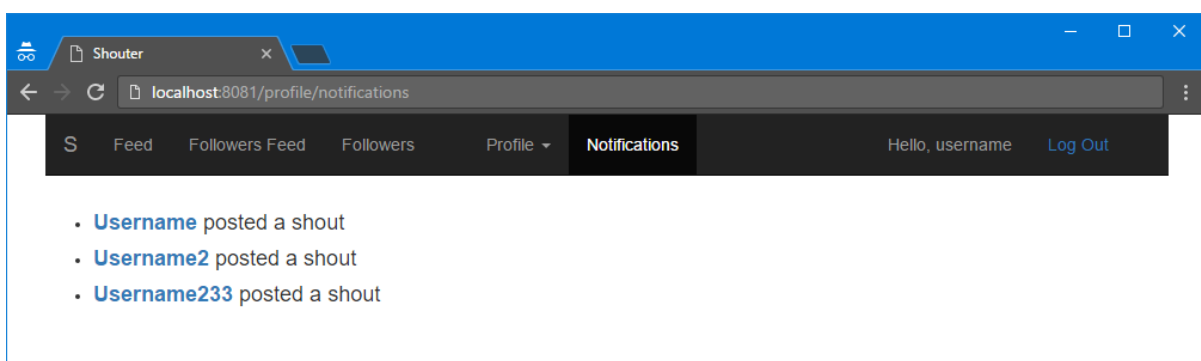 Shouter
localhost:8081/profile/notifications
S Feed Followers Feed Followers Profile Notifications Hello, username Log Out
Username posted a shout
Username2 posted a shout
Username233 posted a shout